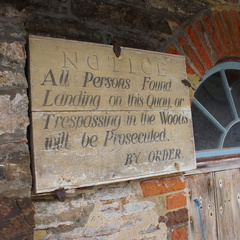 NOTICE
All Persons Found
Landing on this Quay, or
Trespassing in the Woods
will be Prosecuted.
BY ORDER.